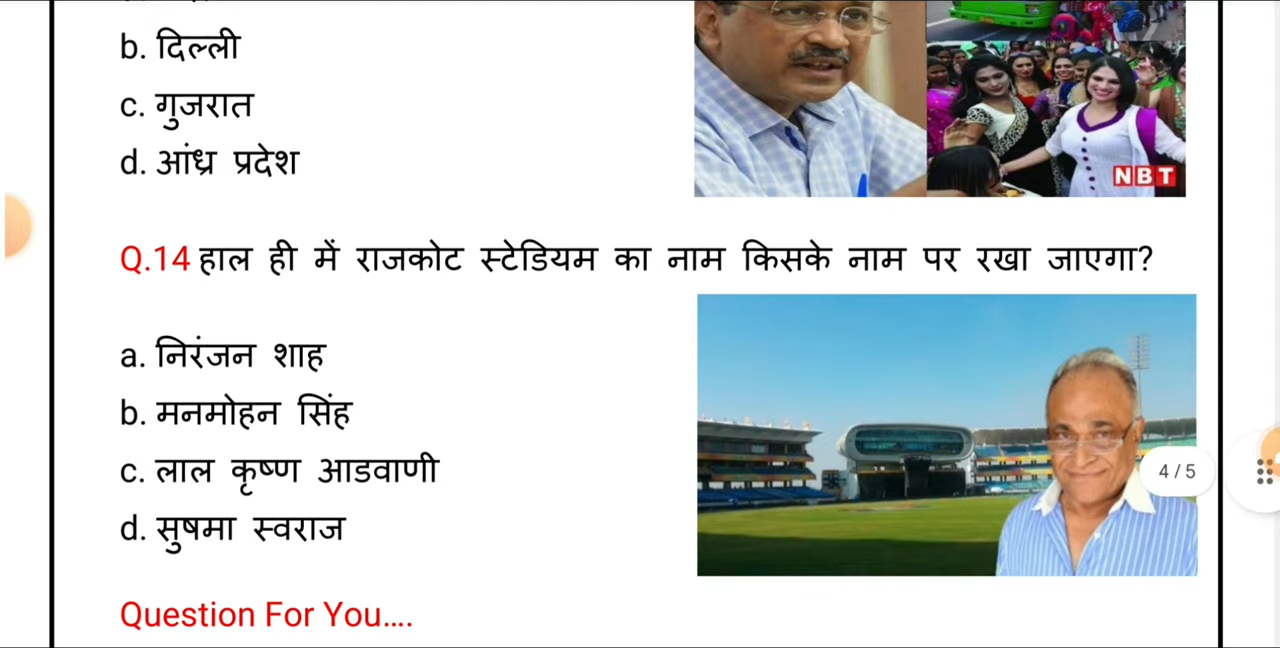 b. दिल्ली
c. गुजरात
d. आंध्र प्रदेश
NBT
Q.14 हाल ही में राजकोट स्टेडियम का नाम किसके नाम पर रखा जाएगा?
a. निरंजन शाह
b. मनमोहन सिंह
c. लाल कृष्ण आडवाणी
d. सुषमा स्वराज
4 / 5
Question For You....